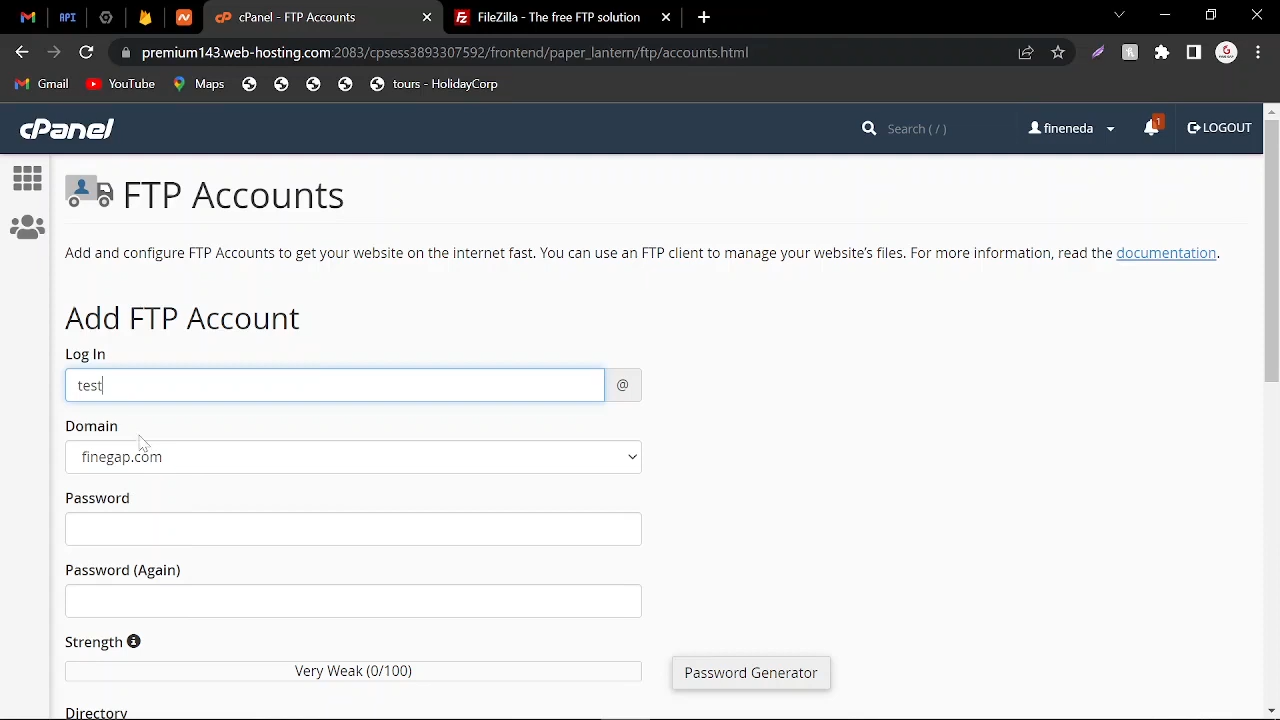 cPanel - FTP Accounts
FileZilla - The free FTP solution
premium143.web-hosting.com:2083/cpsess3893307592/frontend/paper_lantern/ftp/accounts.html
Gmail YouTube Maps tours - HolidayCorp
cPanel Search ( / ) fineneda 1 LOGOUT
FTP Accounts
Add and configure FTP Accounts to get your website on the internet fast. You can use an FTP client to manage your website's files. For more information, read the documentation.
Add FTP Account
Log In
test @
Domain
finegap.com
Password
Password (Again)
Strength
Very Weak (0/100) Password Generator
Directory